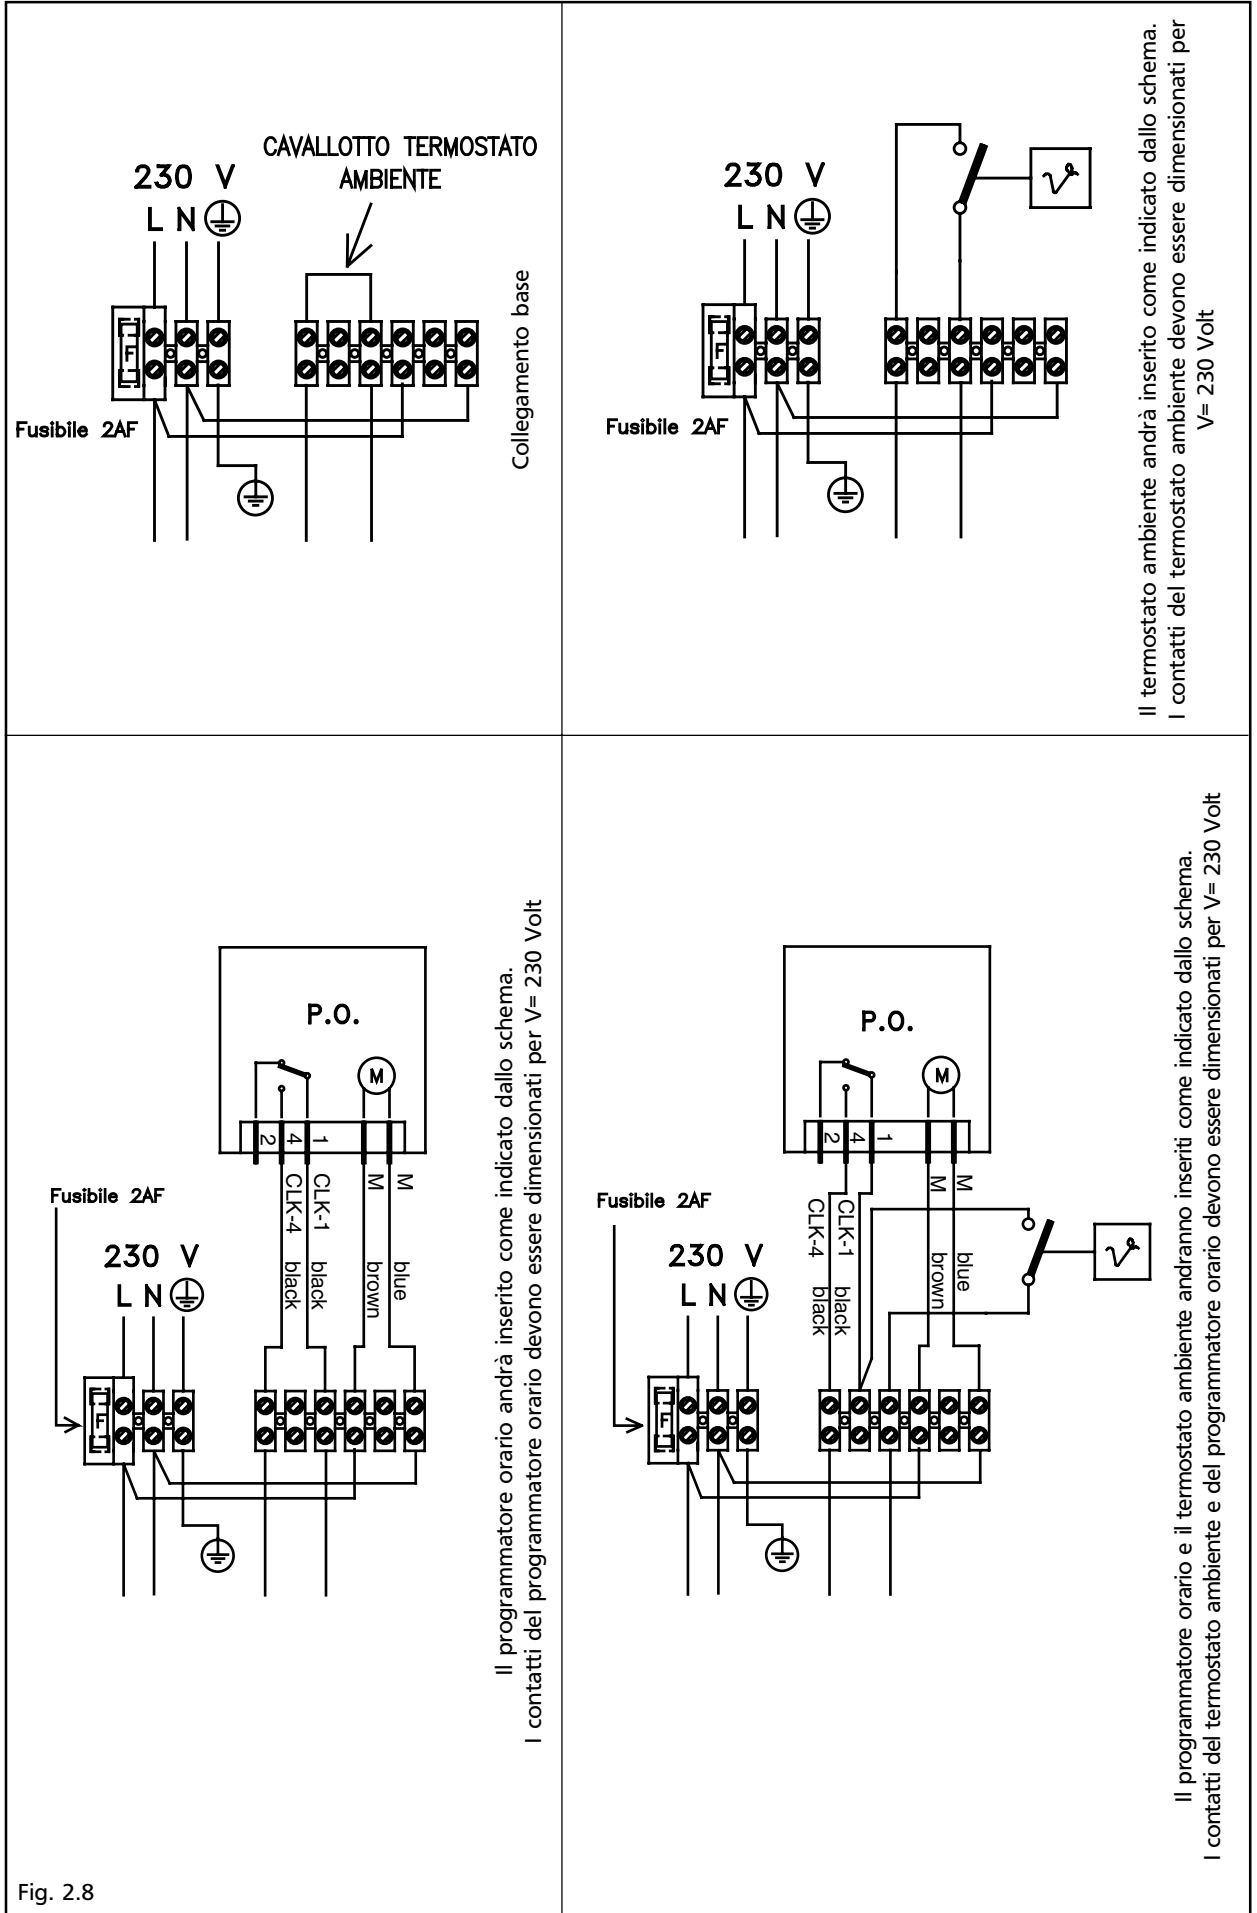 CAVALLOTTO TERMOSTATO
AMBIENTE
230 V
L N
F
Fusibile 2AF
Collegamento base
230 V
L N
F
Fusibile 2AF
Il termostato ambiente andrà inserito come indicato dallo schema.
I contatti del termostato ambiente devono essere dimensionati per
V= 230 Volt
P.O.
M
2 4 1
CLK-4 CLK-1 M M
black black brown blue
Fusibile 2AF
230 V
L N
F
Il programmatore orario andrà inserito come indicato dallo schema.
I contatti del programmatore orario devono essere dimensionati per V= 230 Volt
P.O.
M
2 4 1
M M
CLK-4 CLK-1
black black brown blue
Fusibile 2AF
230 V
L N
F
Il programmatore orario e il termostato ambiente andranno inseriti come indicato dallo schema.
I contatti del termostato ambiente e del programmatore orario devono essere dimensionati per V= 230 Volt
Fig. 2.8